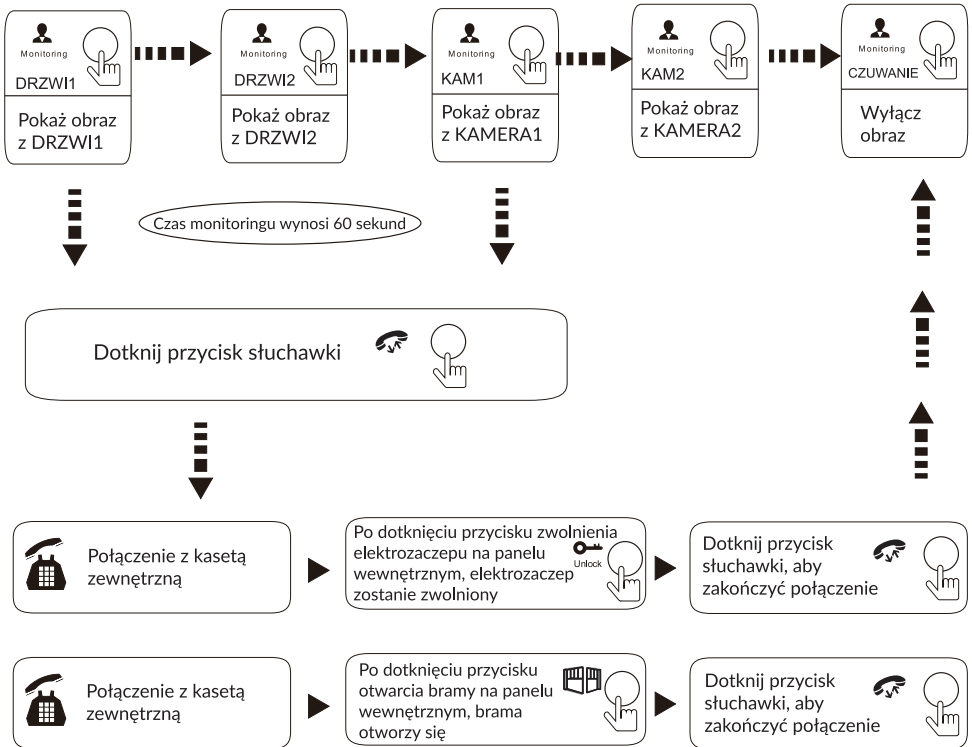 Monitoring
DRZWI1
Pokaż obraz
z DRZWI1
Monitoring
DRZWI2
Pokaż obraz
z DRZWI2
Monitoring
KAM1
Pokaż obraz
z KAMERA1
Monitoring
KAM2
Pokaż obraz
z KAMERA2
Monitoring
CZUWANIE
Wyłącz
obraz
Czas monitoringu wynosi 60 sekund
Dotknij przycisk słuchawki
Połączenie z kasetą
zewnętrzną
Po dotknięciu przycisku zwolnienia
elektrozaczepu na panelu
wewnętrznym, elektrozaczep
zostanie zwolniony
Unlock
Dotknij przycisk
słuchawki, aby
zakończyć połączenie
Połączenie z kasetą
zewnętrzną
Po dotknięciu przycisku
otwarcia bramy na panelu
wewnętrznym, brama
otworzy się
Dotknij przycisk
słuchawki, aby
zakończyć połączenie